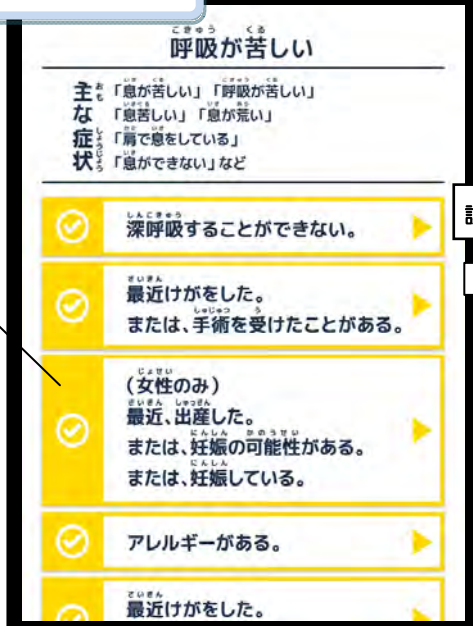 呼吸が苦しい
主な症状
「息が苦しい」「呼吸が苦しい」
「息苦しい」「息が荒い」
「肩で息をしている」
「息ができない」など
深呼吸することができない。
最近けがをした。
または、手術を受けたことがある。
(女性のみ)
最近、出産した。
または、妊娠の可能性がある。
または、妊娠している。
アレルギーがある。
最近けがをした。